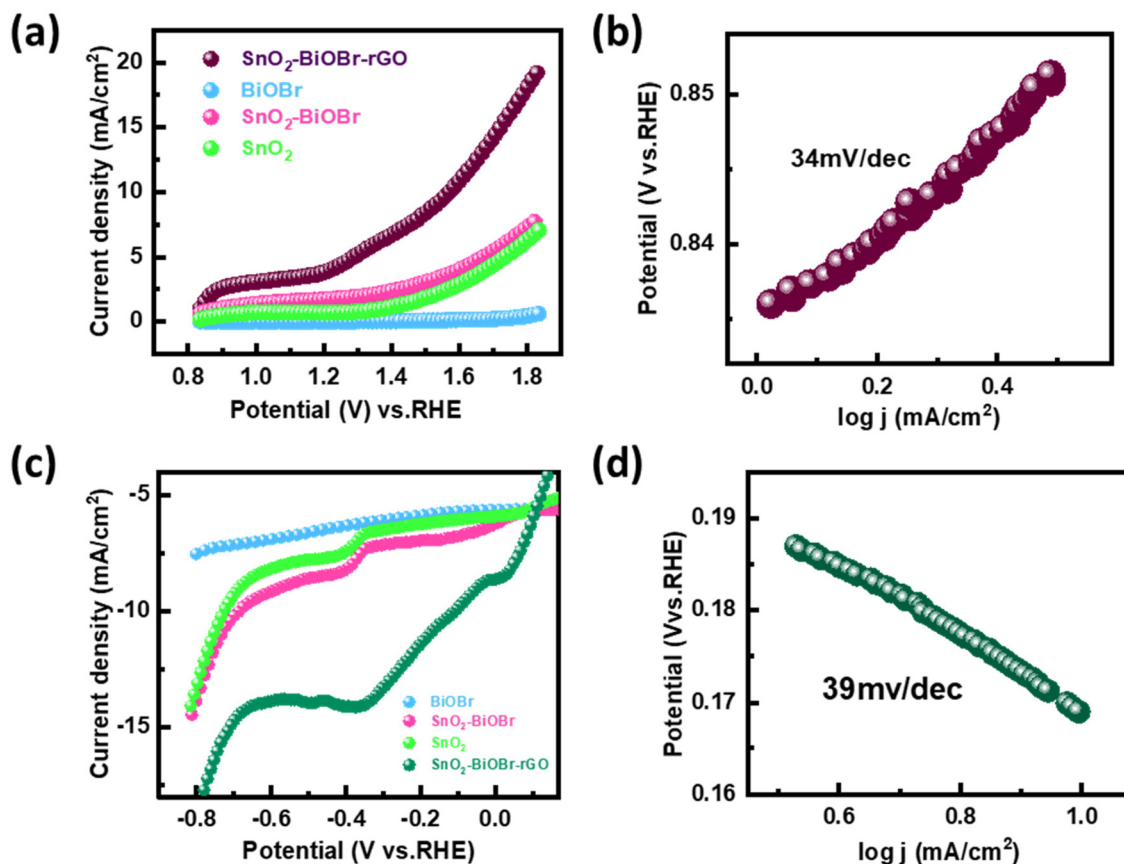 (a)
SnO₂-BiOBr-rGO
BiOBr
SnO₂-BiOBr
SnO₂
Current density (mA/cm²)
20
15
10
5
0
0.8 1.0 1.2 1.4 1.6 1.8
Potential (V) vs.RHE
(b)
34mV/dec
Potential (V vs.RHE)
0.85
0.84
0.0 0.2 0.4
log j (mA/cm²)
(c)
Current density (mA/cm²)
-5
-10
-15
BiOBr
SnO₂-BiOBr
SnO₂
SnO₂-BiOBr-rGO
-0.8 -0.6 -0.4 -0.2 0.0
Potential (V vs.RHE)
(d)
39mv/dec
Potential (Vvs.RHE)
0.19
0.18
0.17
0.16
0.6 0.8 1.0
log j (mA/cm²)